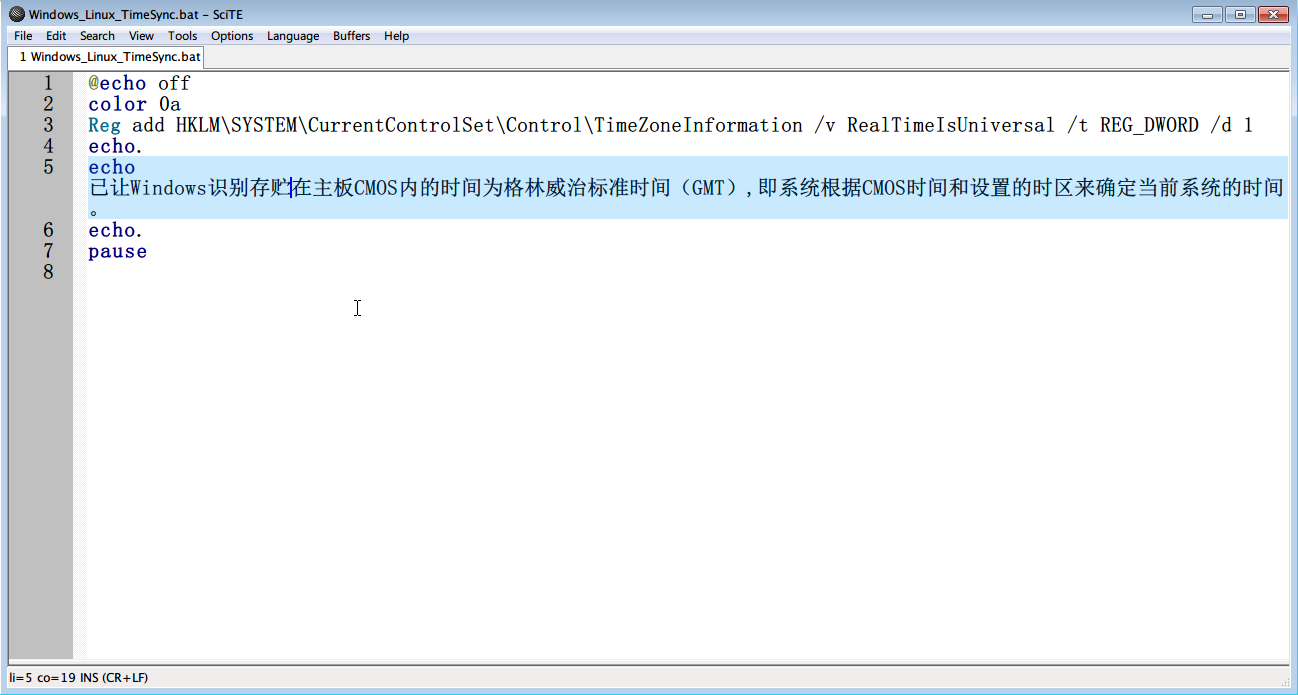 Windows_Linux_TimeSync.bat - SciTE
File Edit Search View Tools Options Language Buffers Help
1 Windows_Linux_TimeSync.bat
1 @echo off
2 color 0a
3 Reg add HKLM\SYSTEM\CurrentControlSet\Control\TimeZoneInformation /v RealTimeIsUniversal /t REG_DWORD /d 1
4 echo.
5 echo
已让Windows识别存贮在主板CMOS内的时间为格林威治标准时间（GMT）,即系统根据CMOS时间和设置的时区来确定当前系统的时间
。
6 echo.
7 pause
8
li=5 co=19 INS (CR+LF)